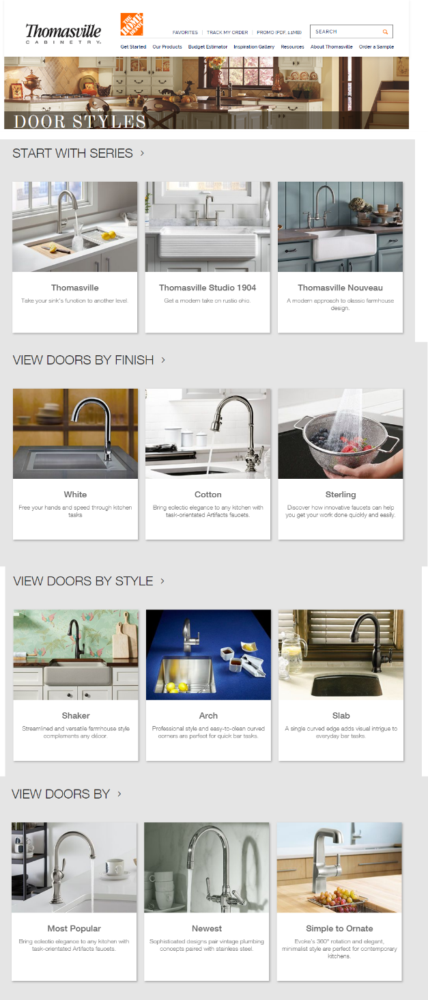 Thomasville
CABINETRY
THE HOME DEPOT
FAVORITES | TRACK MY ORDER | PROMO (PDF, 1.1MB)
SEARCH
Get Started Our Products Budget Estimator Inspiration Gallery Resources About Thomasville Order a Sample
DOOR STYLES
START WITH SERIES >
Thomasville
Take your sink's function to another level.
Thomasville Studio 1904
Get a modern take on rustic chic.
Thomasville Nouveau
A modern approach to classic farmhouse
design.
VIEW DOORS BY FINISH >
White
Free your hands and speed through kitchen
tasks
Cotton
Bring eclectic elegance to any kitchen with
task-orientated Artifacts faucets.
Sterling
Discover how innovative faucets can help
you get your work done quickly and easily.
VIEW DOORS BY STYLE >
Shaker
Streamlined and versatile farmhouse style
complements any décor.
Arch
Professional style and easy-to-clean curved
corners are perfect for quick bar tasks.
Slab
A single curved edge adds visual intrigue to
everyday bar tasks.
VIEW DOORS BY >
Most Popular
Bring eclectic elegance to any kitchen with
task-orientated Artifacts faucets.
Newest
Sophisticated designs pair vintage plumbing
concepts paired with stainless steel.
Simple to Ornate
Evoke's 360° rotation and elegant,
minimalist style are perfect for contemporary
kitchens.